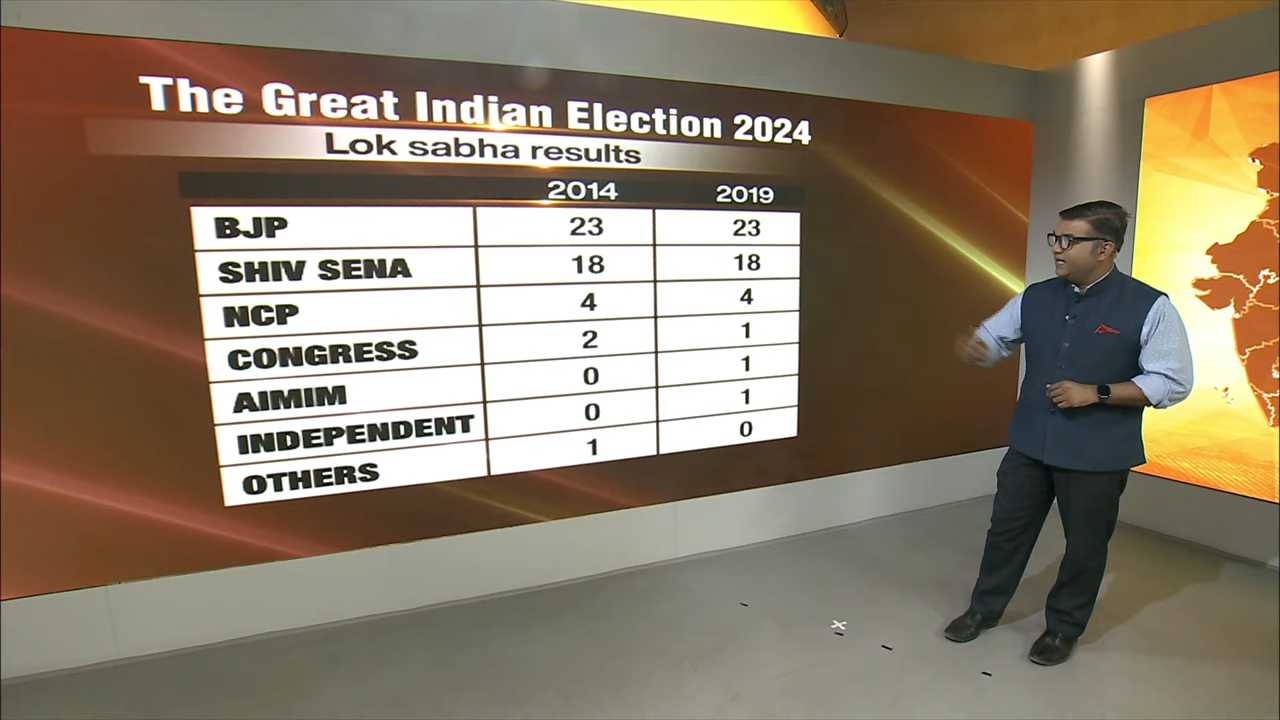 The Great Indian Election 2024
Lok sabha results
2014 2019
BJP 23 23
SHIV SENA 18 18
NCP 4 4
CONGRESS 2 1
AIMIM 0 1
INDEPENDENT 0 1
OTHERS 1 0